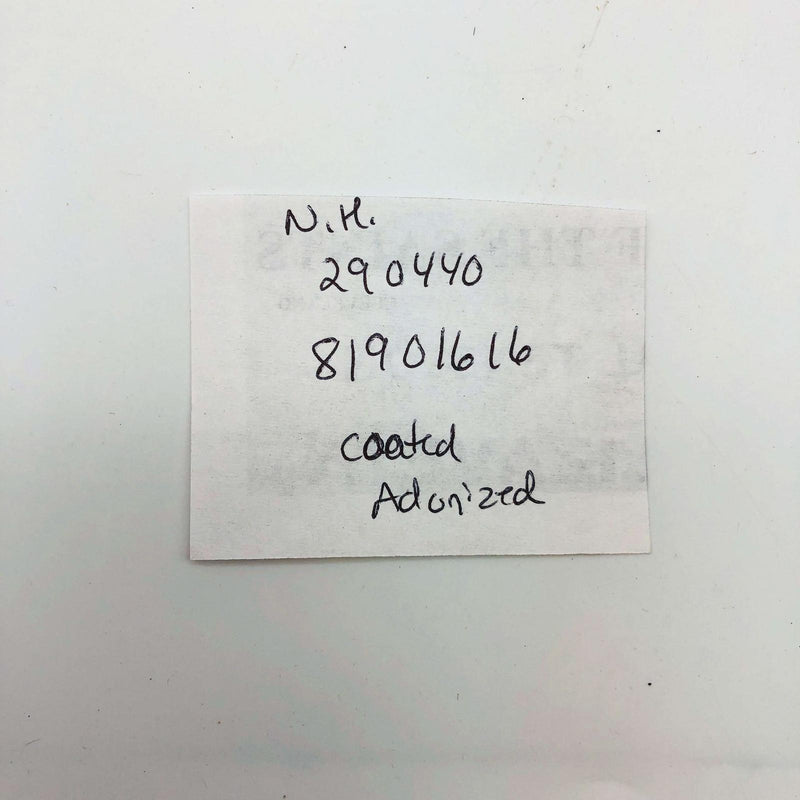 N.H.
290440
81901616
coated
Adonized